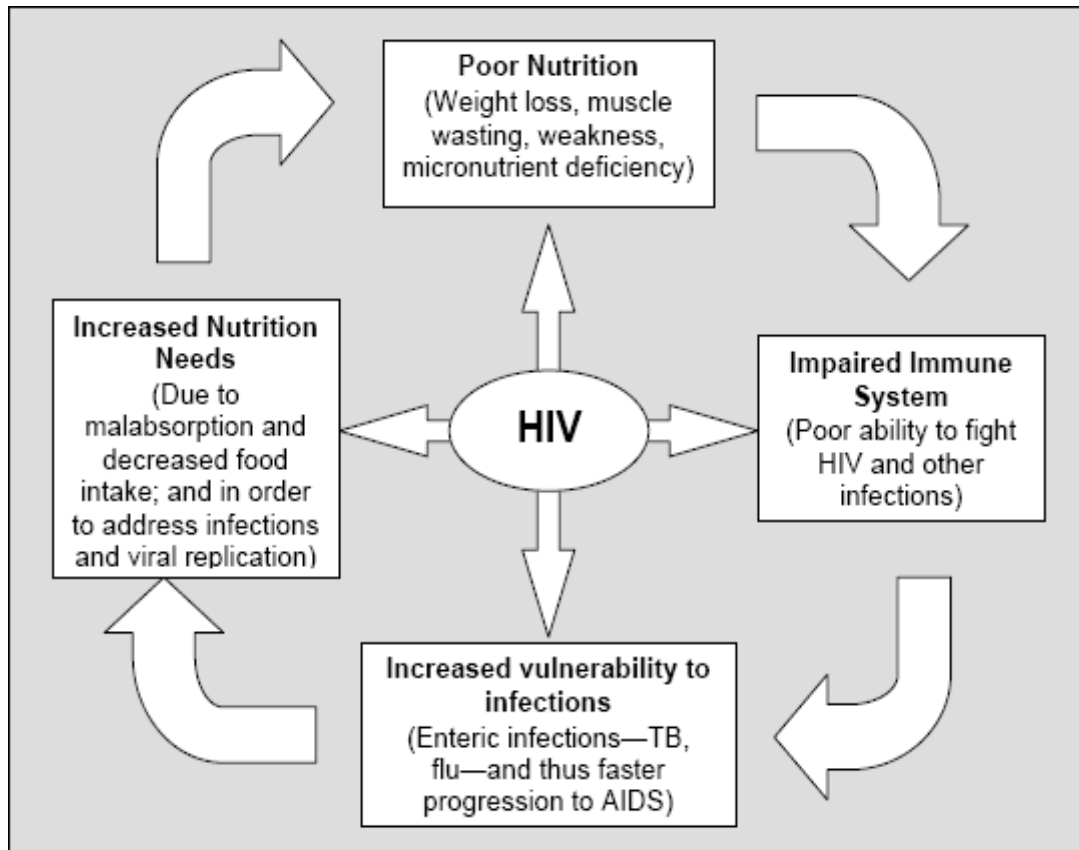 Poor Nutrition
(Weight loss, muscle
wasting, weakness,
micronutrient deficiency)
Increased Nutrition
Needs
(Due to
malabsorption and
decreased food
intake; and in order
to address infections
and viral replication)
HIV
Impaired Immune
System
(Poor ability to fight
HIV and other
infections)
Increased vulnerability to
infections
(Enteric infections—TB,
flu—and thus faster
progression to AIDS)